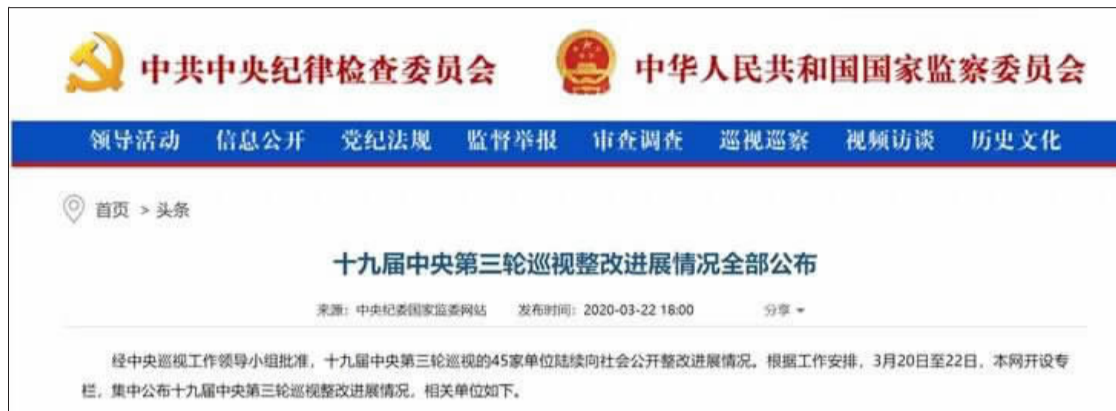 中共中央纪律检查委员会 中华人民共和国国家监察委员会
领导活动 信息公开 党纪法规 监督举报 审查调查 巡视巡察 视频访谈 历史文化
首页 > 头条
十九届中央第三轮巡视整改进展情况全部公布
来源：中央纪委国家监委网站 发布时间：2020-03-22 18:00 分享
经中央巡视工作领导小组批准，十九届中央第三轮巡视的45家单位陆续向社会公开整改进展情况。根据工作安排，3月20日至22日，本网开设专
栏，集中公布十九届中央第三轮巡视整改进展情况，相关单位如下。